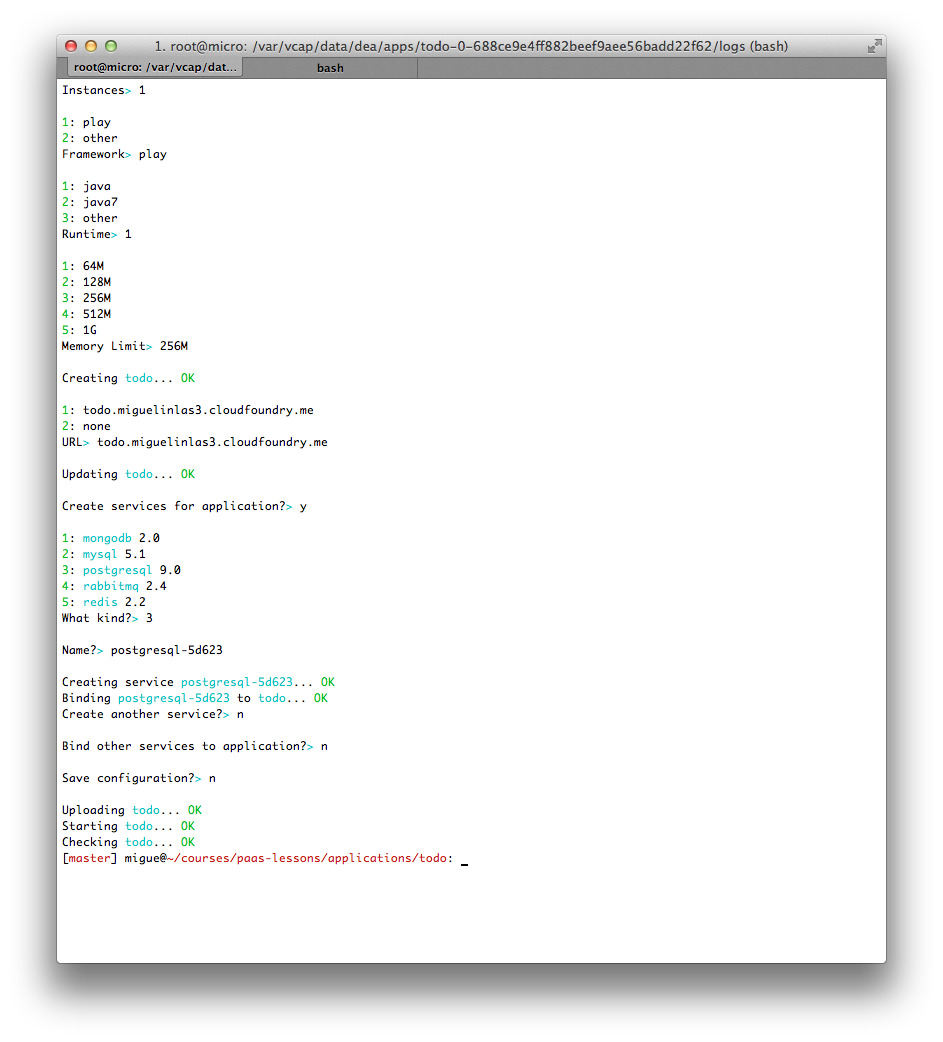 1. root@micro: /var/vcap/data/dea/apps/todo-0-688ce9e4ff882beef9aee56badd22f62/logs (bash)
root@micro: /var/vcap/dat... bash
Instances> 1
1: play
2: other
Framework> play
1: java
2: java7
3: other
Runtime> 1
1: 64M
2: 128M
3: 256M
4: 512M
5: 1G
Memory Limit> 256M
Creating todo... OK
1: todo.miguelinlas3.cloudfoundry.me
2: none
URL> todo.miguelinlas3.cloudfoundry.me
Updating todo... OK
Create services for application?> y
1: mongodb 2.0
2: mysql 5.1
3: postgresql 9.0
4: rabbitmq 2.4
5: redis 2.2
What kind?> 3
Name?> postgresql-5d623
Creating service postgresql-5d623... OK
Binding postgresql-5d623 to todo... OK
Create another service?> n
Bind other services to application?> n
Save configuration?> n
Uploading todo... OK
Starting todo... OK
Checking todo... OK
[master] migue@~/courses/paas-lessons/applications/todo: _